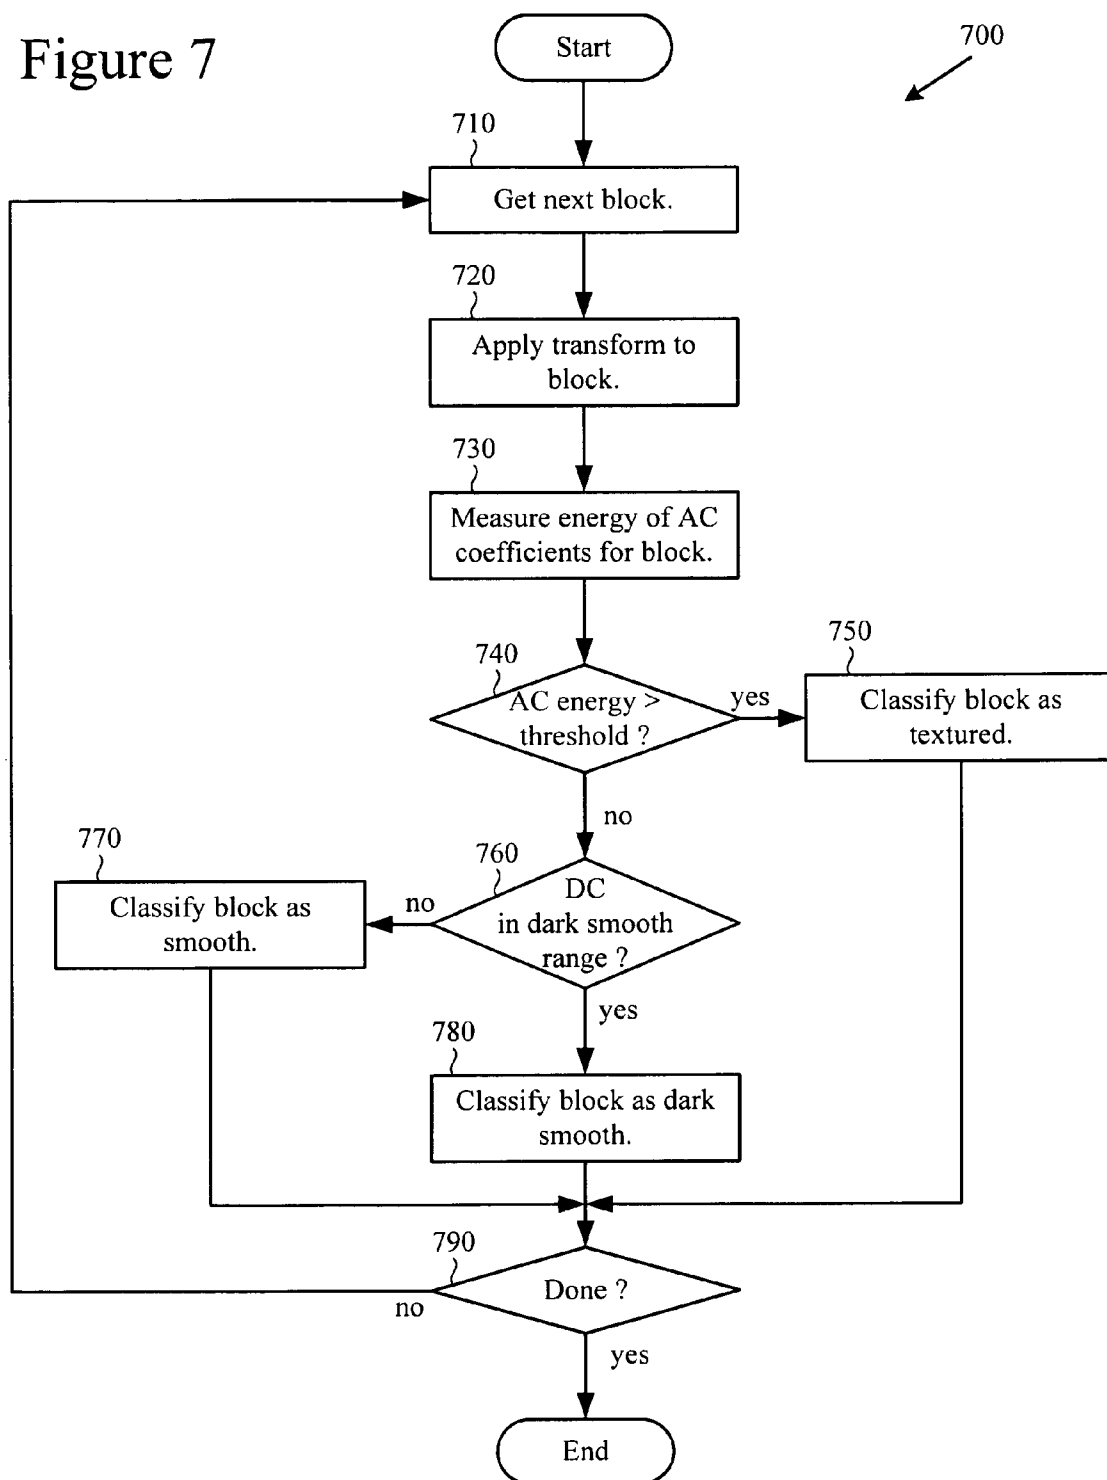 Figure 7
Start
700
710
Get next block.
720
Apply transform to
block.
730
Measure energy of AC
coefficients for block.
740
AC energy >
threshold ?
yes
750
Classify block as
textured.
no
760
DC
in dark smooth
range ?
no
770
Classify block as
smooth.
yes
780
Classify block as dark
smooth.
790
Done ?
no
yes
End